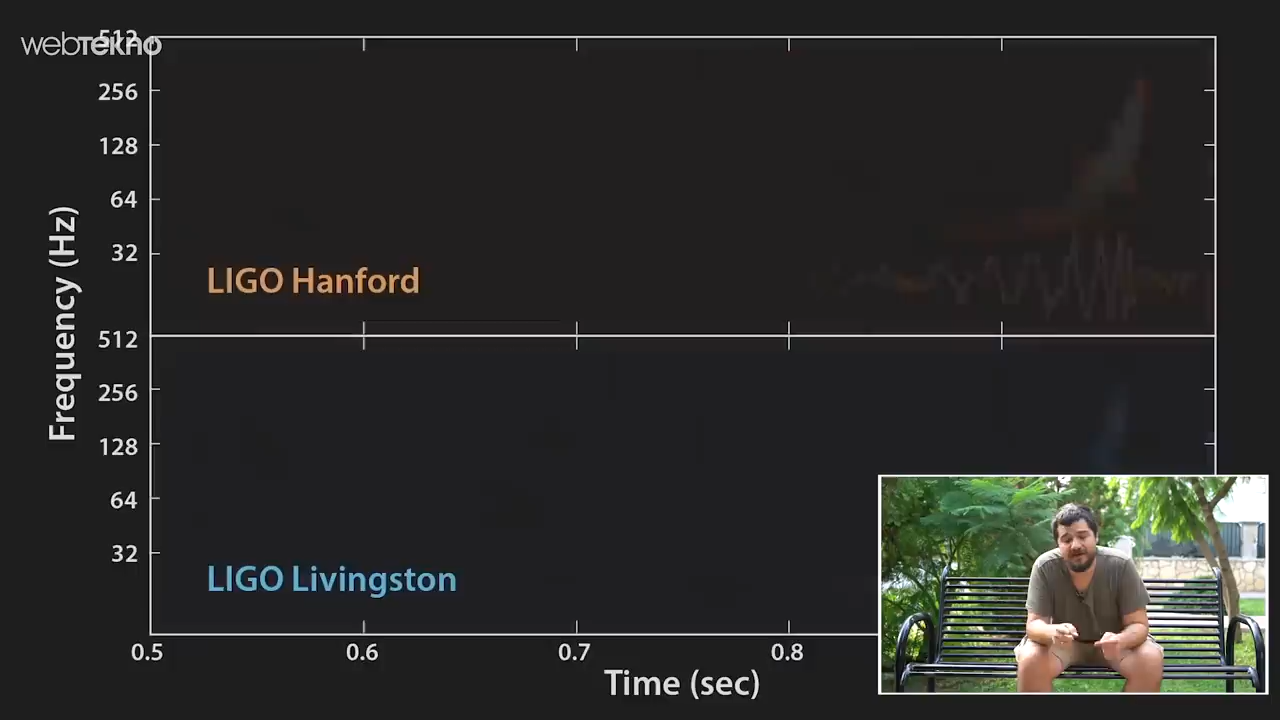 webtekno
512
256
128
64
32
LIGO Hanford
512
256
128
64
32
LIGO Livingston
Frequency (Hz)
0.5 0.6 0.7 0.8
Time (sec)